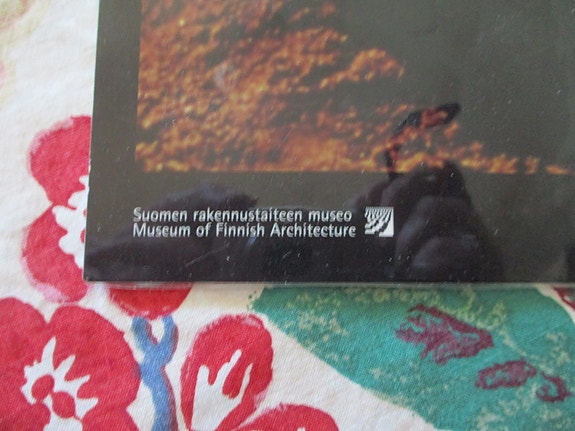 Suomen rakennustaiteen museo
Museum of Finnish Architecture